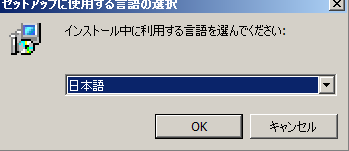 セットアップに使用する言語の選択
インストール中に利用する言語を選んでください:
日本語
OK
キャンセル